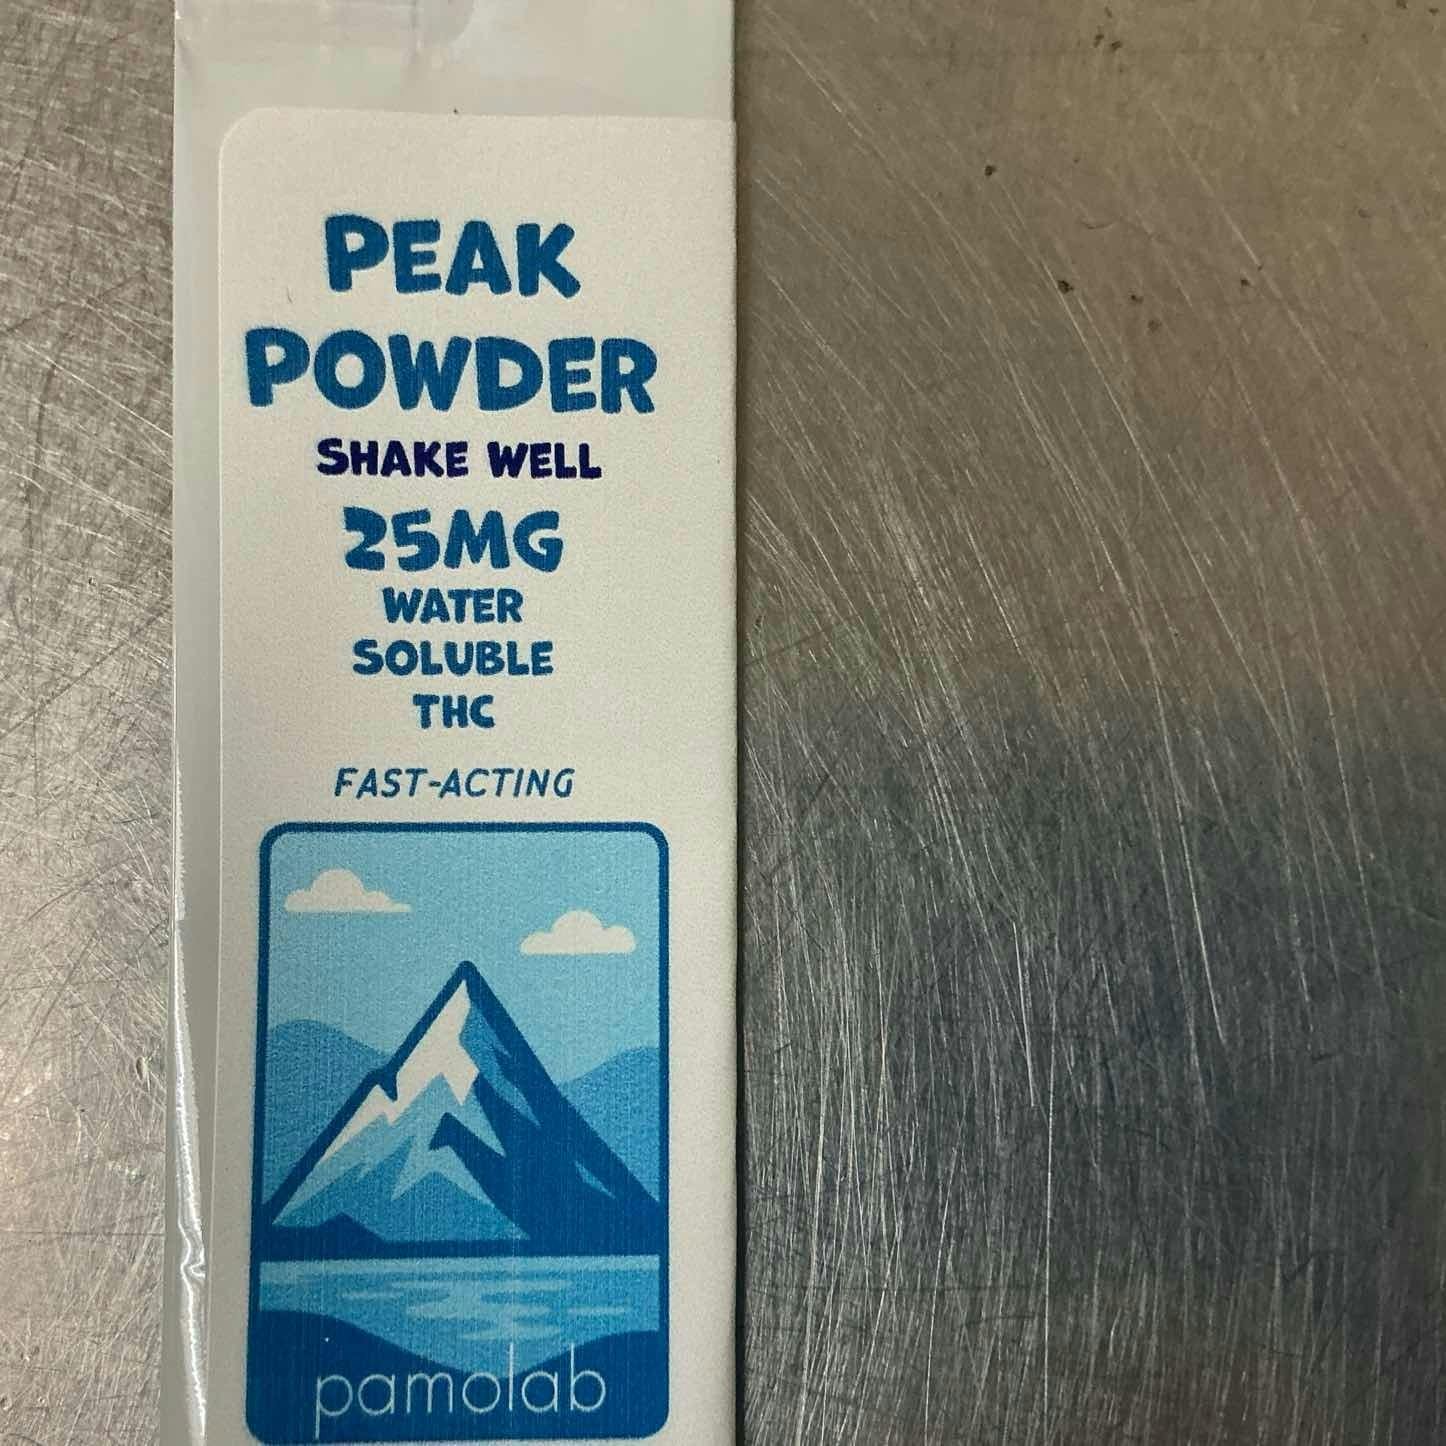 PEAK
POWDER
SHAKE WELL
25MG
WATER
SOLUBLE
THC
FAST-ACTING
pamolab